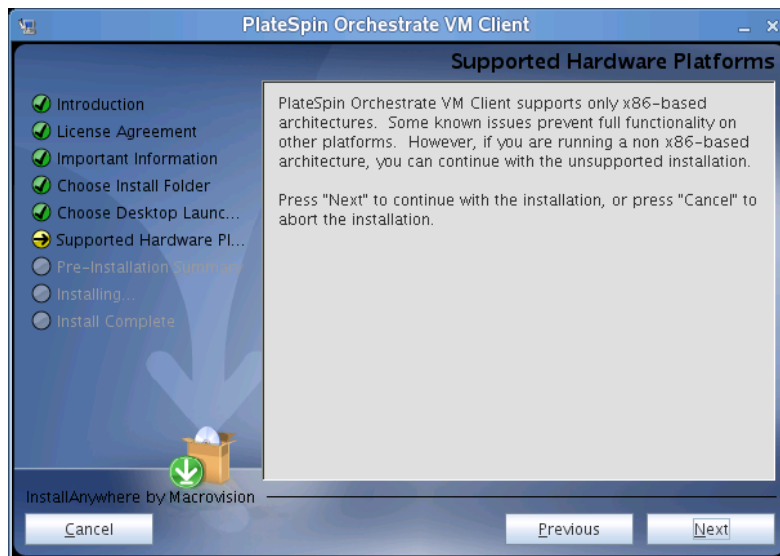 PlateSpin Orchestrate VM Client
Supported Hardware Platforms
Introduction
License Agreement
Important Information
Choose Install Folder
Choose Desktop Launc...
Supported Hardware Pl...
Pre-Installation Summary
Installing...
Install Complete
PlateSpin Orchestrate VM Client supports only x86-based
architectures. Some known issues prevent full functionality on
other platforms. However, if you are running a non x86-based
architecture, you can continue with the unsupported installation.
Press "Next" to continue with the installation, or press "Cancel" to
abort the installation.
InstallAnywhere by Macrovision
Cancel
Previous
Next